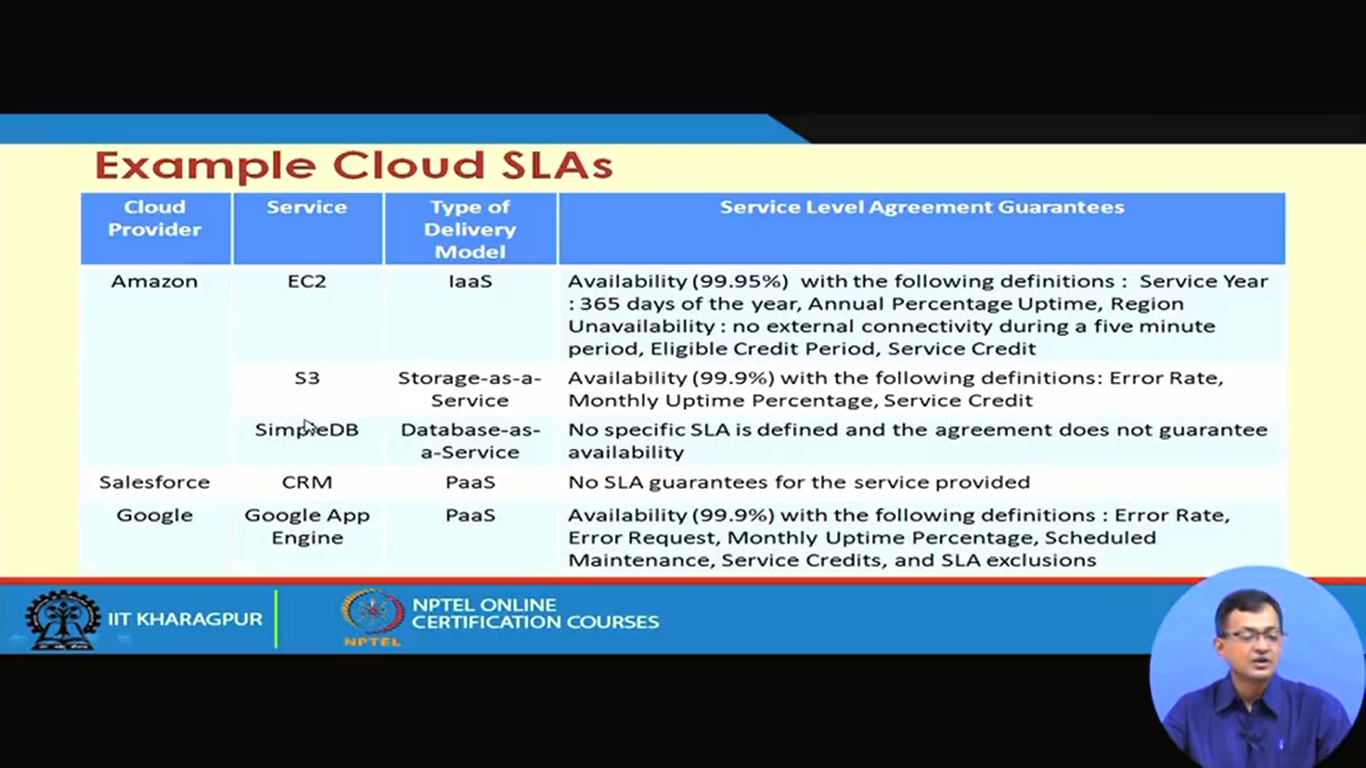 Example Cloud SLAs
Cloud
Provider
Service
Type of
Delivery
Model
Service Level Agreement Guarantees
Amazon
EC2
IaaS
Availability (99.95%) with the following definitions : Service Year
: 365 days of the year, Annual Percentage Uptime, Region
Unavailability : no external connectivity during a five minute
period, Eligible Credit Period, Service Credit
S3
Storage-as-a-
Service
Availability (99.9%) with the following definitions: Error Rate,
Monthly Uptime Percentage, Service Credit
SimpleDB
Database-as-
a-Service
No specific SLA is defined and the agreement does not guarantee
availability
Salesforce
CRM
PaaS
No SLA guarantees for the service provided
Google
Google App
Engine
PaaS
Availability (99.9%) with the following definitions : Error Rate,
Error Request, Monthly Uptime Percentage, Scheduled
Maintenance, Service Credits, and SLA exclusions
IIT KHARAGPUR
NPTEL
NPTEL ONLINE
CERTIFICATION COURSES